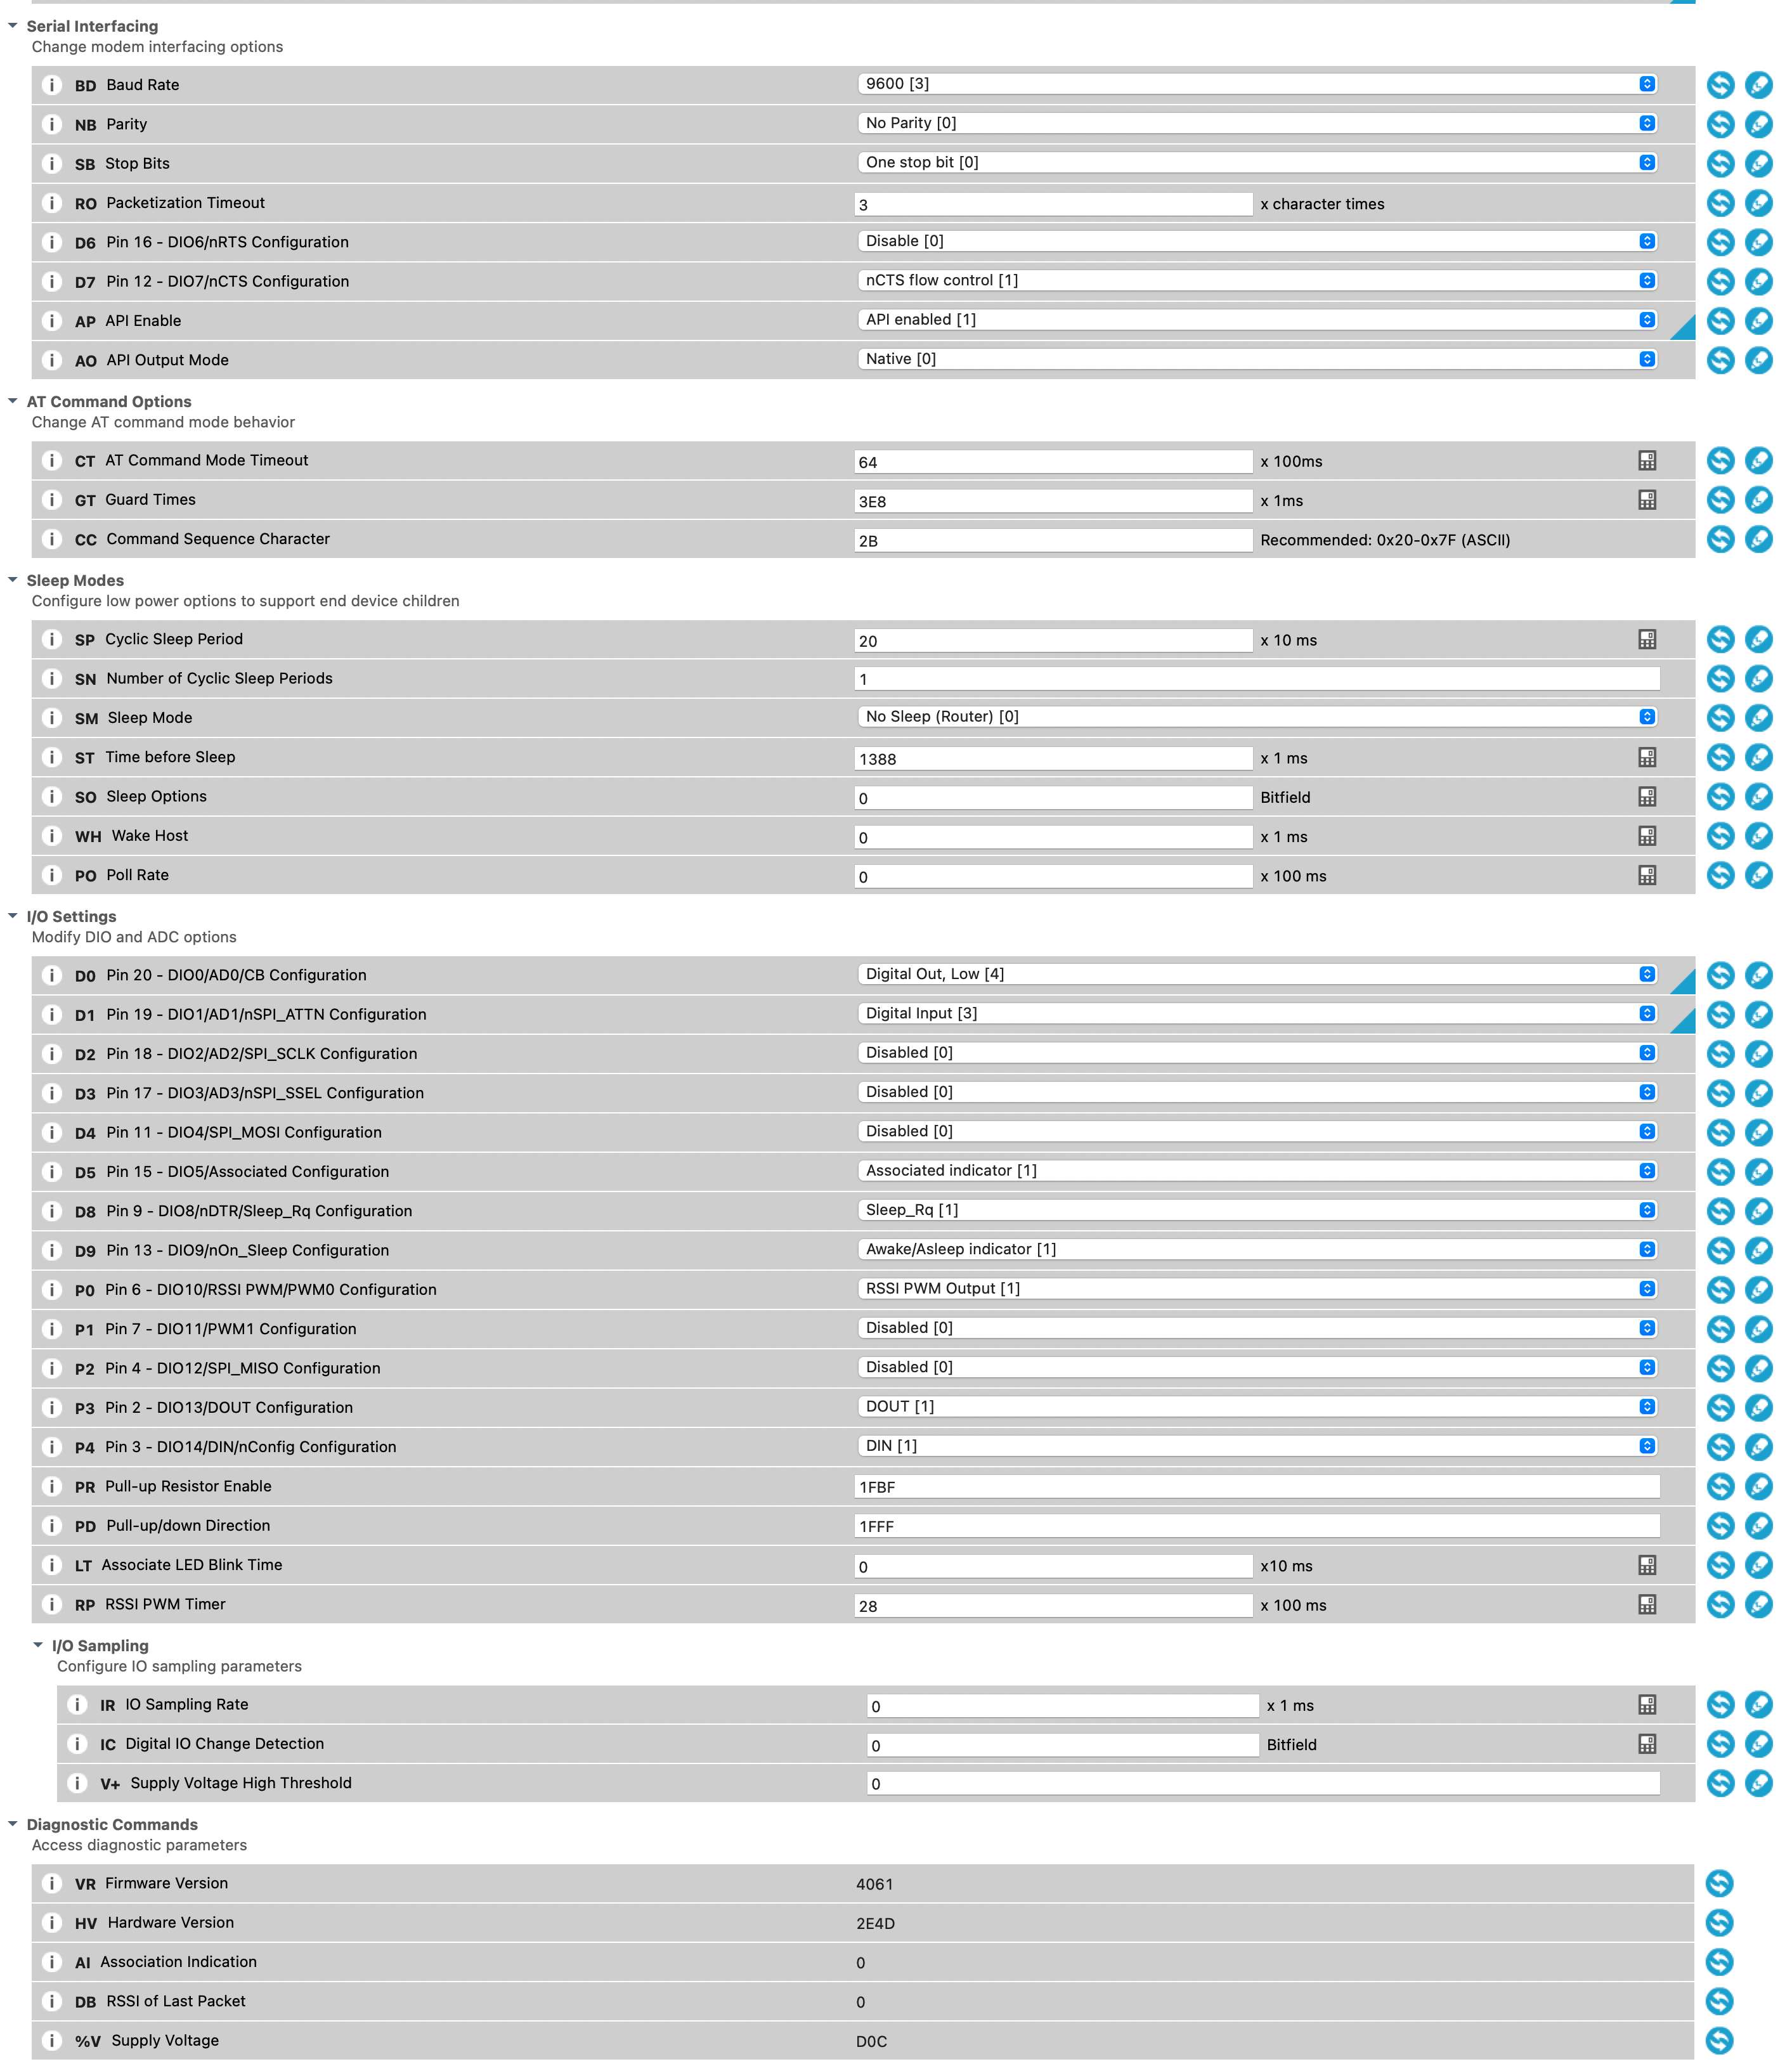 Serial Interfacing
Change modem interfacing options
i BD Baud Rate 9600 [3]
i NB Parity No Parity [0]
i SB Stop Bits One stop bit [0]
i RO Packetization Timeout 3 x character times
i D6 Pin 16 - DIO6/nRTS Configuration Disable [0]
i D7 Pin 12 - DIO7/nCTS Configuration nCTS flow control [1]
i AP API Enable API enabled [1]
i AO API Output Mode Native [0]
AT Command Options
Change AT command mode behavior
i CT AT Command Mode Timeout 64 x 100ms
i GT Guard Times 3E8 x 1ms
i CC Command Sequence Character 2B Recommended: 0x20-0x7F (ASCII)
Sleep Modes
Configure low power options to support end device children
i SP Cyclic Sleep Period 20 x 10 ms
i SN Number of Cyclic Sleep Periods 1
i SM Sleep Mode No Sleep (Router) [0]
i ST Time before Sleep 1388 x 1 ms
i SO Sleep Options 0 Bitfield
i WH Wake Host 0 x 1 ms
i PO Poll Rate 0 x 100 ms
I/O Settings
Modify DIO and ADC options
i D0 Pin 20 - DIO0/AD0/CB Configuration Digital Out, Low [4]
i D1 Pin 19 - DIO1/AD1/nSPI_ATTN Configuration Digital Input [3]
i D2 Pin 18 - DIO2/AD2/SPI_SCLK Configuration Disabled [0]
i D3 Pin 17 - DIO3/AD3/nSPI_SSEL Configuration Disabled [0]
i D4 Pin 11 - DIO4/SPI_MOSI Configuration Disabled [0]
i D5 Pin 15 - DIO5/Associated Configuration Associated indicator [1]
i D8 Pin 9 - DIO8/nDTR/Sleep_Rq Configuration Sleep_Rq [1]
i D9 Pin 13 - DIO9/nOn_Sleep Configuration Awake/Asleep indicator [1]
i P0 Pin 6 - DIO10/RSSI PWM/PWM0 Configuration RSSI PWM Output [1]
i P1 Pin 7 - DIO11/PWM1 Configuration Disabled [0]
i P2 Pin 4 - DIO12/SPI_MISO Configuration Disabled [0]
i P3 Pin 2 - DIO13/DOUT Configuration DOUT [1]
i P4 Pin 3 - DIO14/DIN/nConfig Configuration DIN [1]
i PR Pull-up Resistor Enable 1FBF
i PD Pull-up/down Direction 1FFF
i LT Associate LED Blink Time 0 x10 ms
i RP RSSI PWM Timer 28 x 100 ms
I/O Sampling
Configure IO sampling parameters
i IR IO Sampling Rate 0 x 1 ms
i IC Digital IO Change Detection 0 Bitfield
i V+ Supply Voltage High Threshold 0
Diagnostic Commands
Access diagnostic parameters
i VR Firmware Version 4061
i HV Hardware Version 2E4D
i AI Association Indication 0
i DB RSSI of Last Packet 0
i %V Supply Voltage D0C